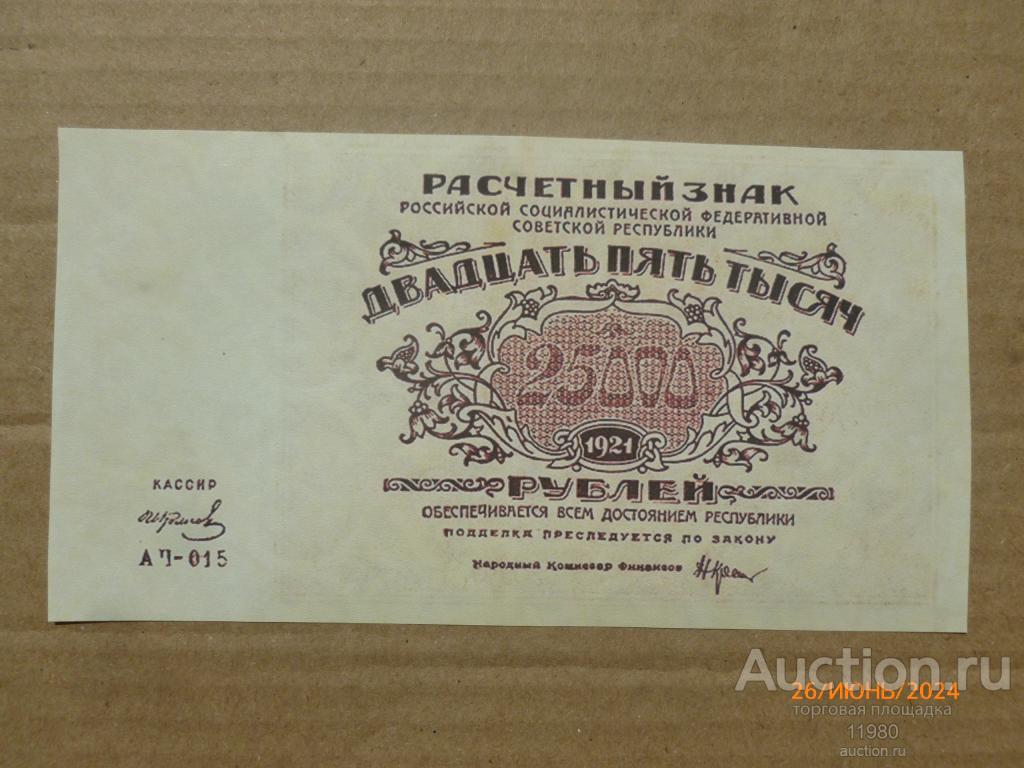 РАСЧЕТНЫЙ ЗНАК
РОССИЙСКОЙ СОЦИАЛИСТИЧЕСКОЙ ФЕДЕРАТИВНОЙ
СОВЕТСКОЙ РЕСПУБЛИКИ
ДВАДЦАТЬ ПЯТЬ ТЫСЯЧ
25000
1921
РУБЛЕЙ
ОБЕСПЕЧИВАЕТСЯ ВСЕМ ДОСТОЯНИЕМ РЕСПУБЛИКИ
ПОДДЕЛКА ПРЕСЛЕДУЕТСЯ ПО ЗАКОНУ
Народный Комиссар Финансов
КАССИР
АЧ-015
Auction.ru
26/ИЮНЬ/2024
торговая площадка
11980
auction.ru